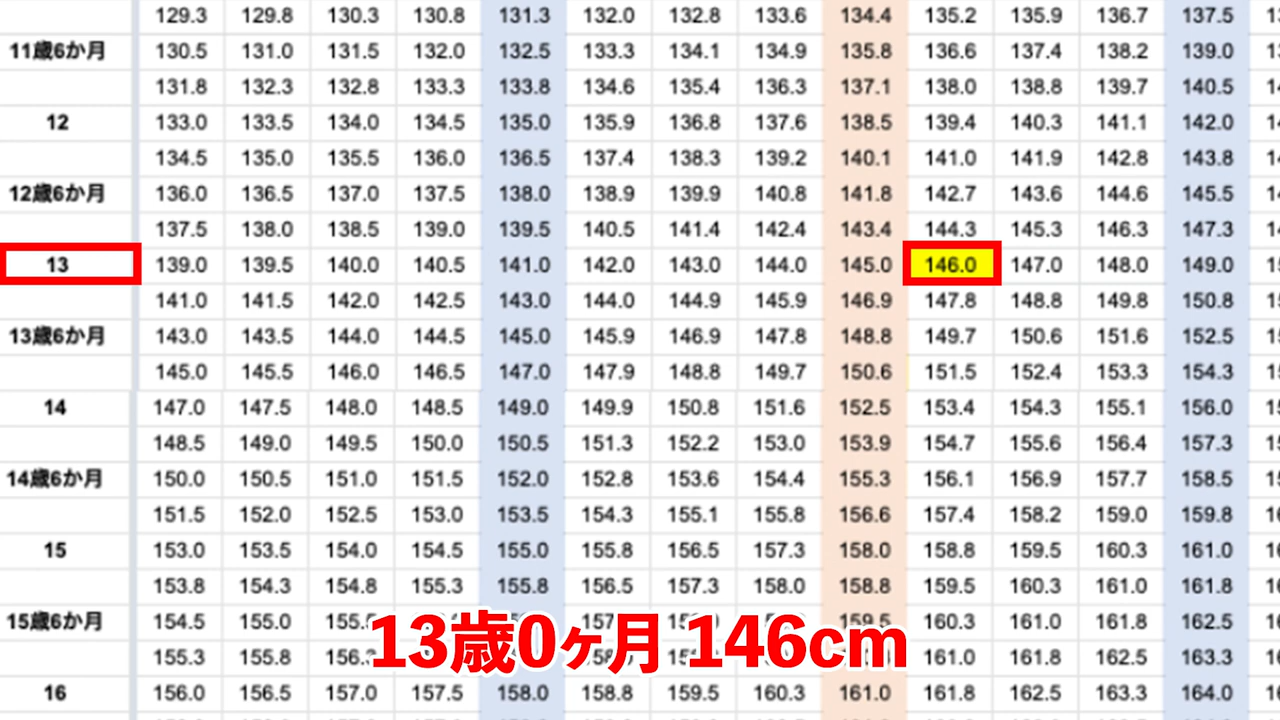 129.3 129.8 130.3 130.8 131.3 132.0 132.8 133.6 134.4 135.2 135.9 136.7 137.5
11歳6か月 130.5 131.0 131.5 132.0 132.5 133.3 134.1 134.9 135.8 136.6 137.4 138.2 139.0
131.8 132.3 132.8 133.3 133.8 134.6 135.4 136.3 137.1 138.0 138.8 139.7 140.5
12 133.0 133.5 134.0 134.5 135.0 135.9 136.8 137.6 138.5 139.4 140.3 141.1 142.0
134.5 135.0 135.5 136.0 136.5 137.4 138.3 139.2 140.1 141.0 141.9 142.8 143.8
12歳6か月 136.0 136.5 137.0 137.5 138.0 138.9 139.9 140.8 141.8 142.7 143.6 144.6 145.5
137.5 138.0 138.5 139.0 139.5 140.5 141.4 142.4 143.4 144.3 145.3 146.3 147.3
13 139.0 139.5 140.0 140.5 141.0 142.0 143.0 144.0 145.0 146.0 147.0 148.0 149.0
141.0 141.5 142.0 142.5 143.0 144.0 144.9 145.9 146.9 147.8 148.8 149.8 150.8
13歳6か月 143.0 143.5 144.0 144.5 145.0 145.9 146.9 147.8 148.8 149.7 150.6 151.6 152.5
145.0 145.5 146.0 146.5 147.0 147.9 148.8 149.7 150.6 151.5 152.4 153.3 154.3
14 147.0 147.5 148.0 148.5 149.0 149.9 150.8 151.6 152.5 153.4 154.3 155.1 156.0
148.5 149.0 149.5 150.0 150.5 151.3 152.2 153.0 153.9 154.7 155.6 156.4 157.3
14歳6か月 150.0 150.5 151.0 151.5 152.0 152.8 153.6 154.4 155.3 156.1 156.9 157.7 158.5
151.5 152.0 152.5 153.0 153.5 154.3 155.1 155.8 156.6 157.4 158.2 159.0 159.8
15 153.0 153.5 154.0 154.5 155.0 155.8 156.5 157.3 158.0 158.8 159.5 160.3 161.0
153.8 154.3 154.8 155.3 155.8 156.5 157.3 158.0 158.8 159.5 160.3 161.0 161.8
15歳6か月 154.5 155.0 159.5 160.3 161.0 161.8 162.5
13歳0ヶ月 146cm
155.3 155.8 161.0 161.8 162.5 163.3
16 156.0 156.5 157.0 157.5 158.0 158.8 159.5 160.3 161.0 161.8 162.5 163.3 164.0